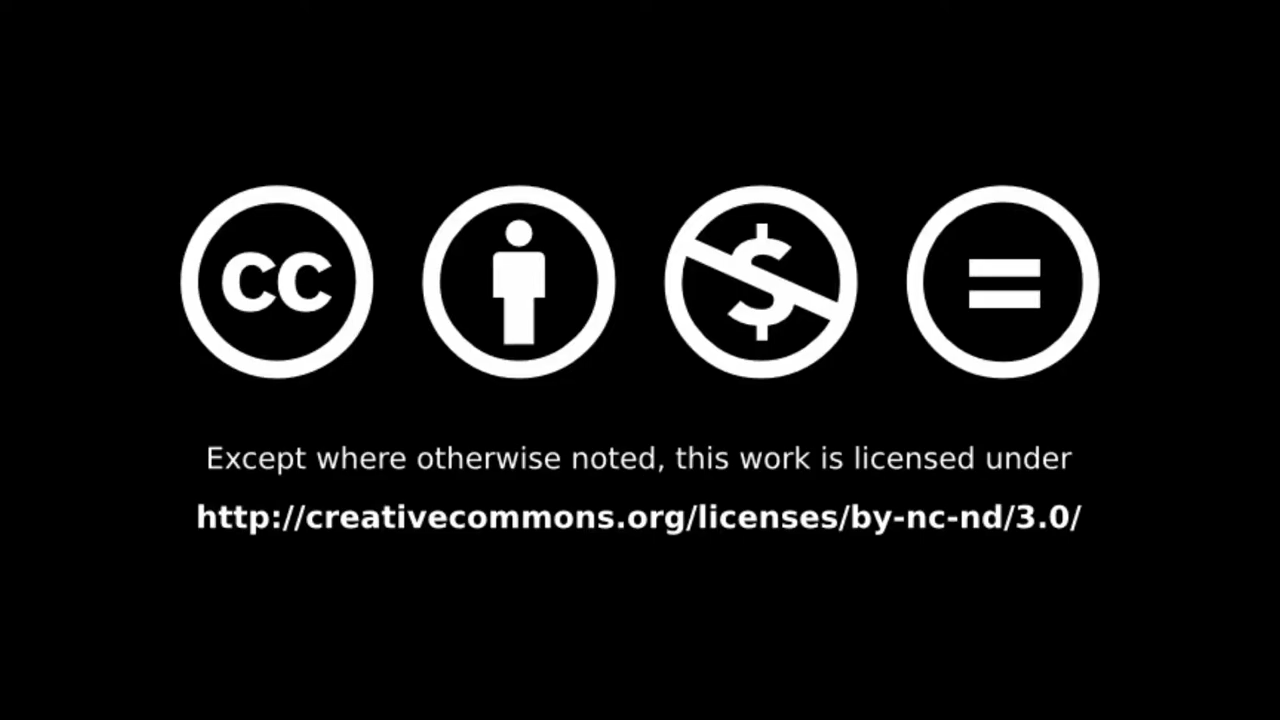 cc
$
=
Except where otherwise noted, this work is licensed under
http://creativecommons.org/licenses/by-nc-nd/3.0/